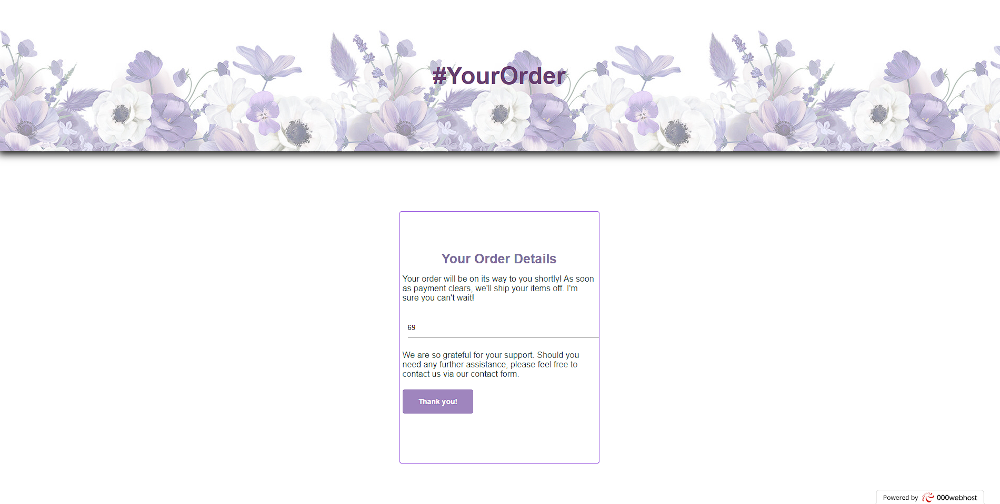 #YourOrder
Your Order Details
Your order will be on its way to you shortly! As soon
as payment clears, we'll ship your items off. I'm
sure you can't wait!
69
We are so grateful for your support. Should you
need any further assistance, please feel free to
contact us via our contact form.
Thank you!
Powered by 000webhost